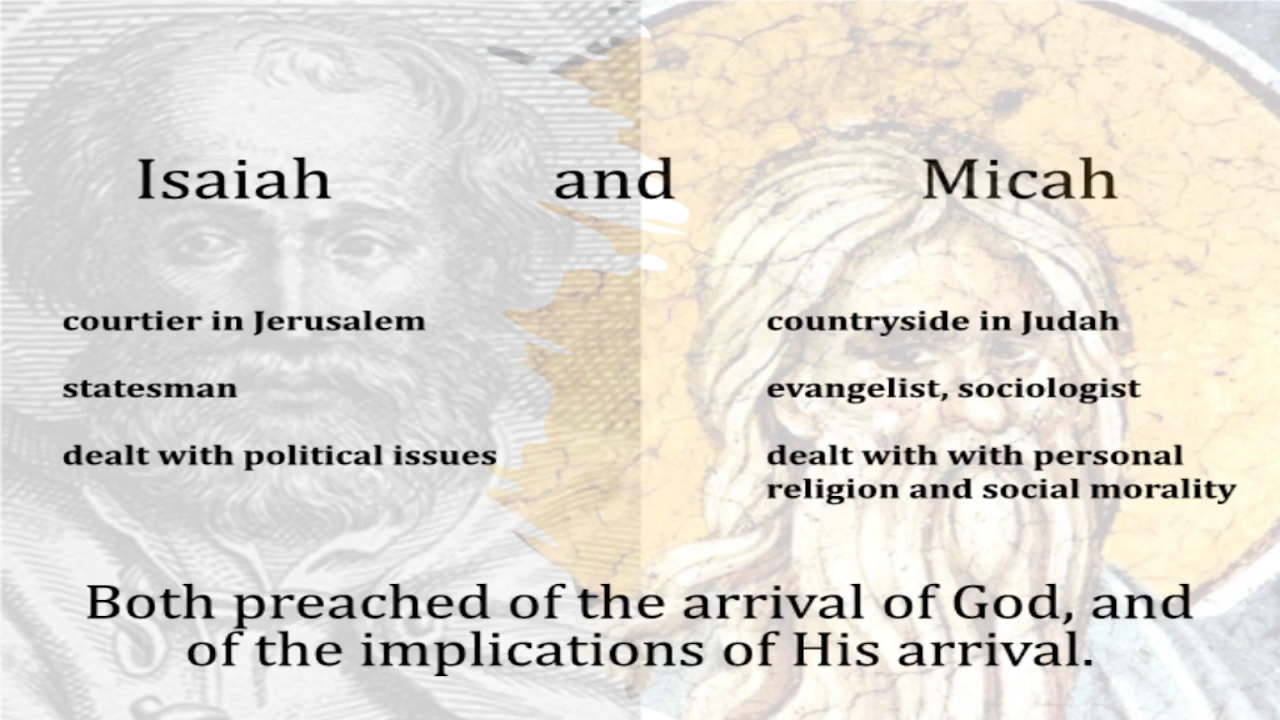 Isaiah and Micah
courtier in Jerusalem
statesman
dealt with political issues
countryside in Judah
evangelist, sociologist
dealt with with personal
religion and social morality
Both preached of the arrival of God, and
of the implications of His arrival.